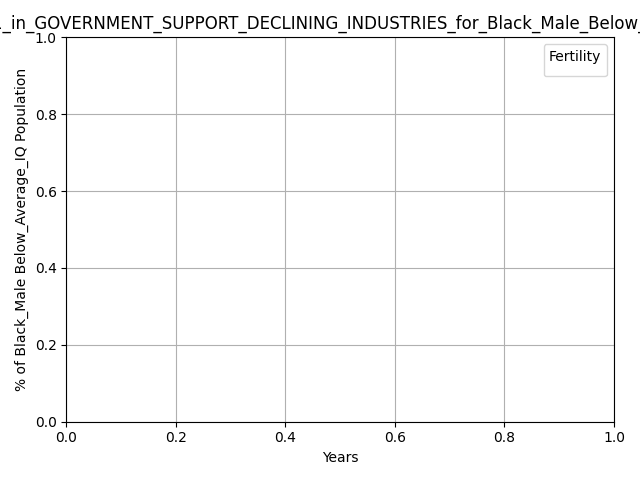 _in_GOVERNMENT_SUPPORT_DECLINING_INDUSTRIES_for_Black_Male_Below_
Fertility
% of Black_Male Below_Average_IQ Population
1.0
0.8
0.6
0.4
0.2
0.0
0.0 0.2 0.4 0.6 0.8 1.0
Years